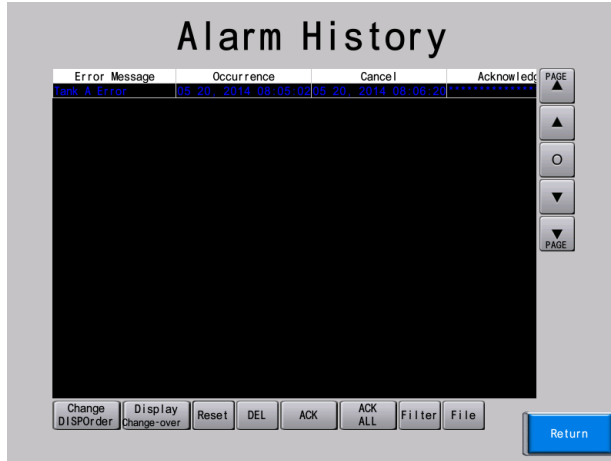 Alarm History
Error Message Occurrence Cancel Acknowledg
Tank A Error 05 20. 2014 08:05:02 05 20. 2014 08:06:20 **************
PAGE
O
PAGE
Change DISPOrder
Display Change-over
Reset
DEL
ACK
ACK ALL
Filter
File
Return